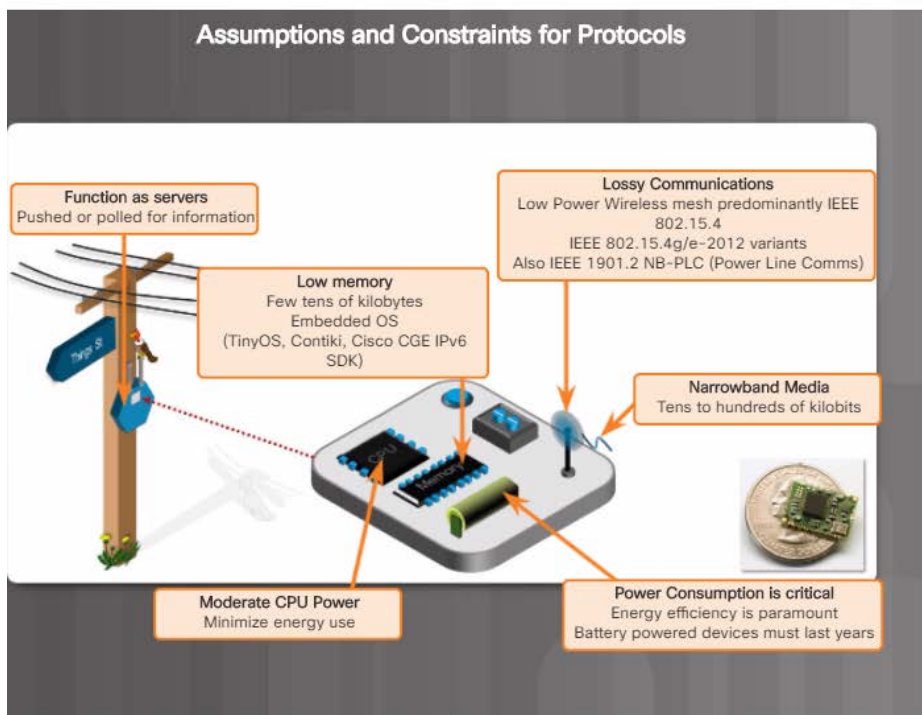 Assumptions and Constraints for Protocols
Function as servers
Pushed or polled for information
Lossy Communications
Low Power Wireless mesh predominantly IEEE
802.15.4
IEEE 802.15.4g/e-2012 variants
Also IEEE 1901.2 NB-PLC (Power Line Comms)
Low memory
Few tens of kilobytes
Embedded OS
(TinyOS, Contiki, Cisco CGE IPv6
SDK)
Things St
Narrowband Media
Tens to hundreds of kilobits
CPU
Memory
Moderate CPU Power
Minimize energy use
Power Consumption is critical
Energy efficiency is paramount
Battery powered devices must last years